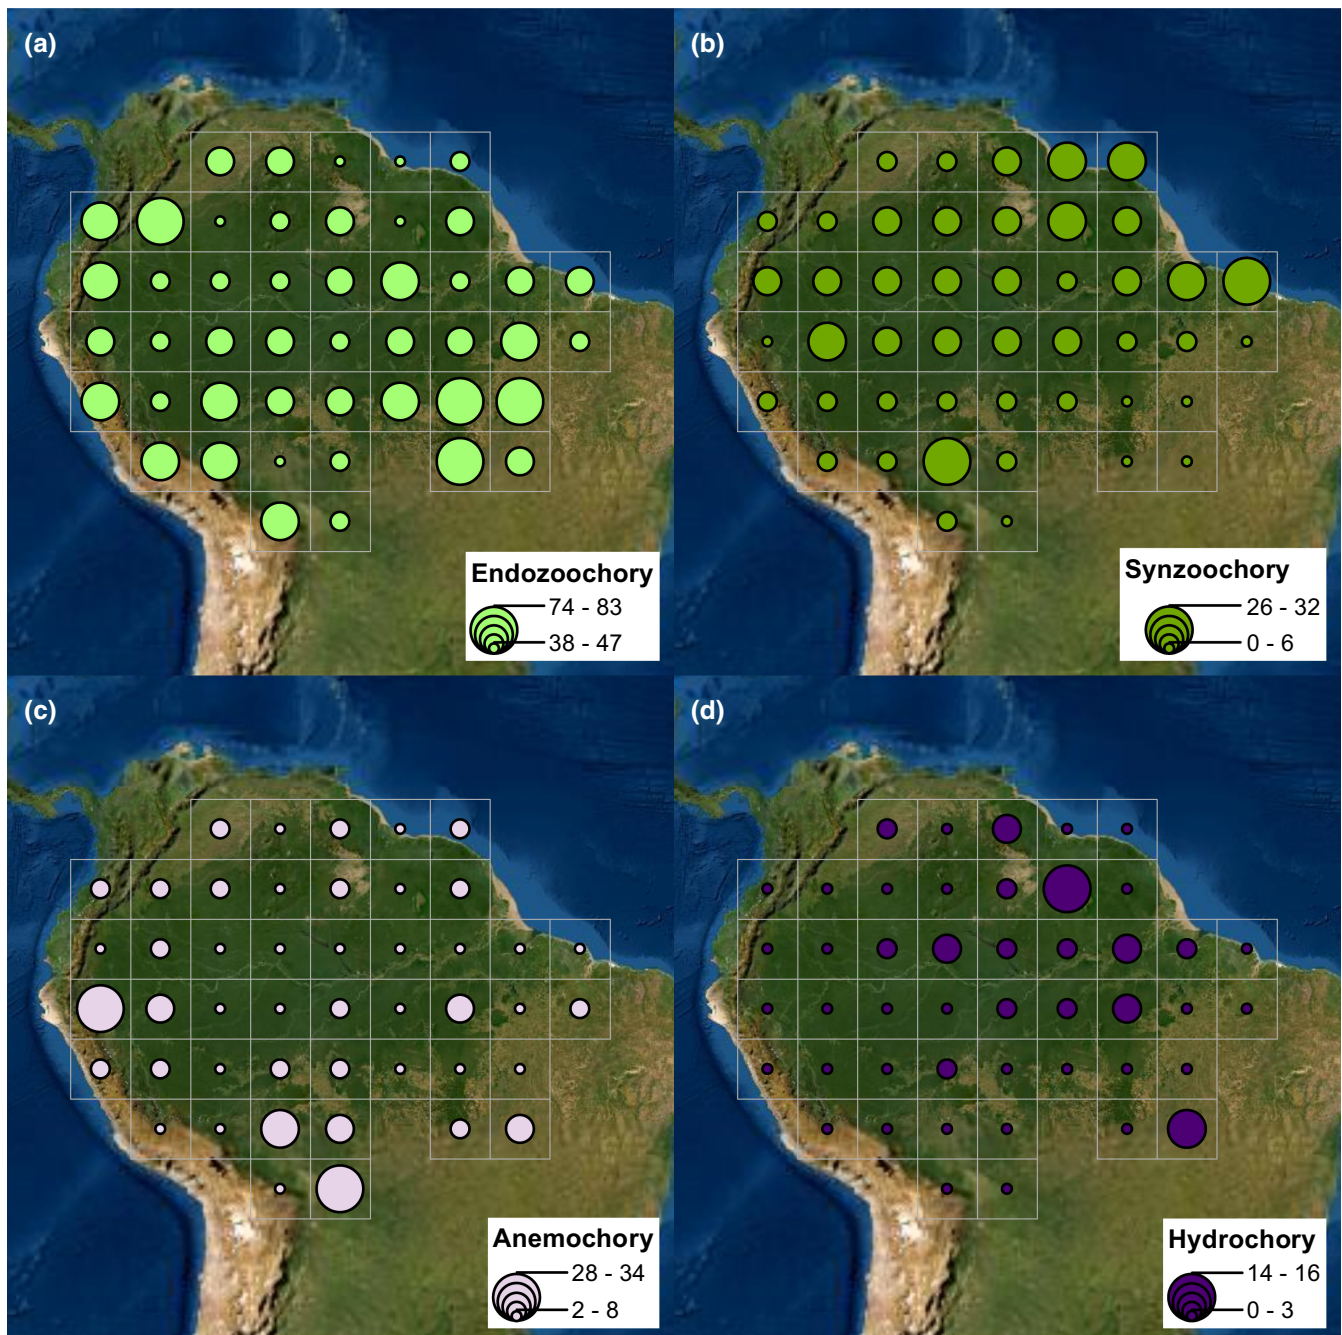 (a)
Endozoochory
74 - 83
38 - 47
(b)
Synzoochory
26 - 32
0 - 6
(c)
Anemochory
28 - 34
2 - 8
(d)
Hydrochory
14 - 16
0 - 3